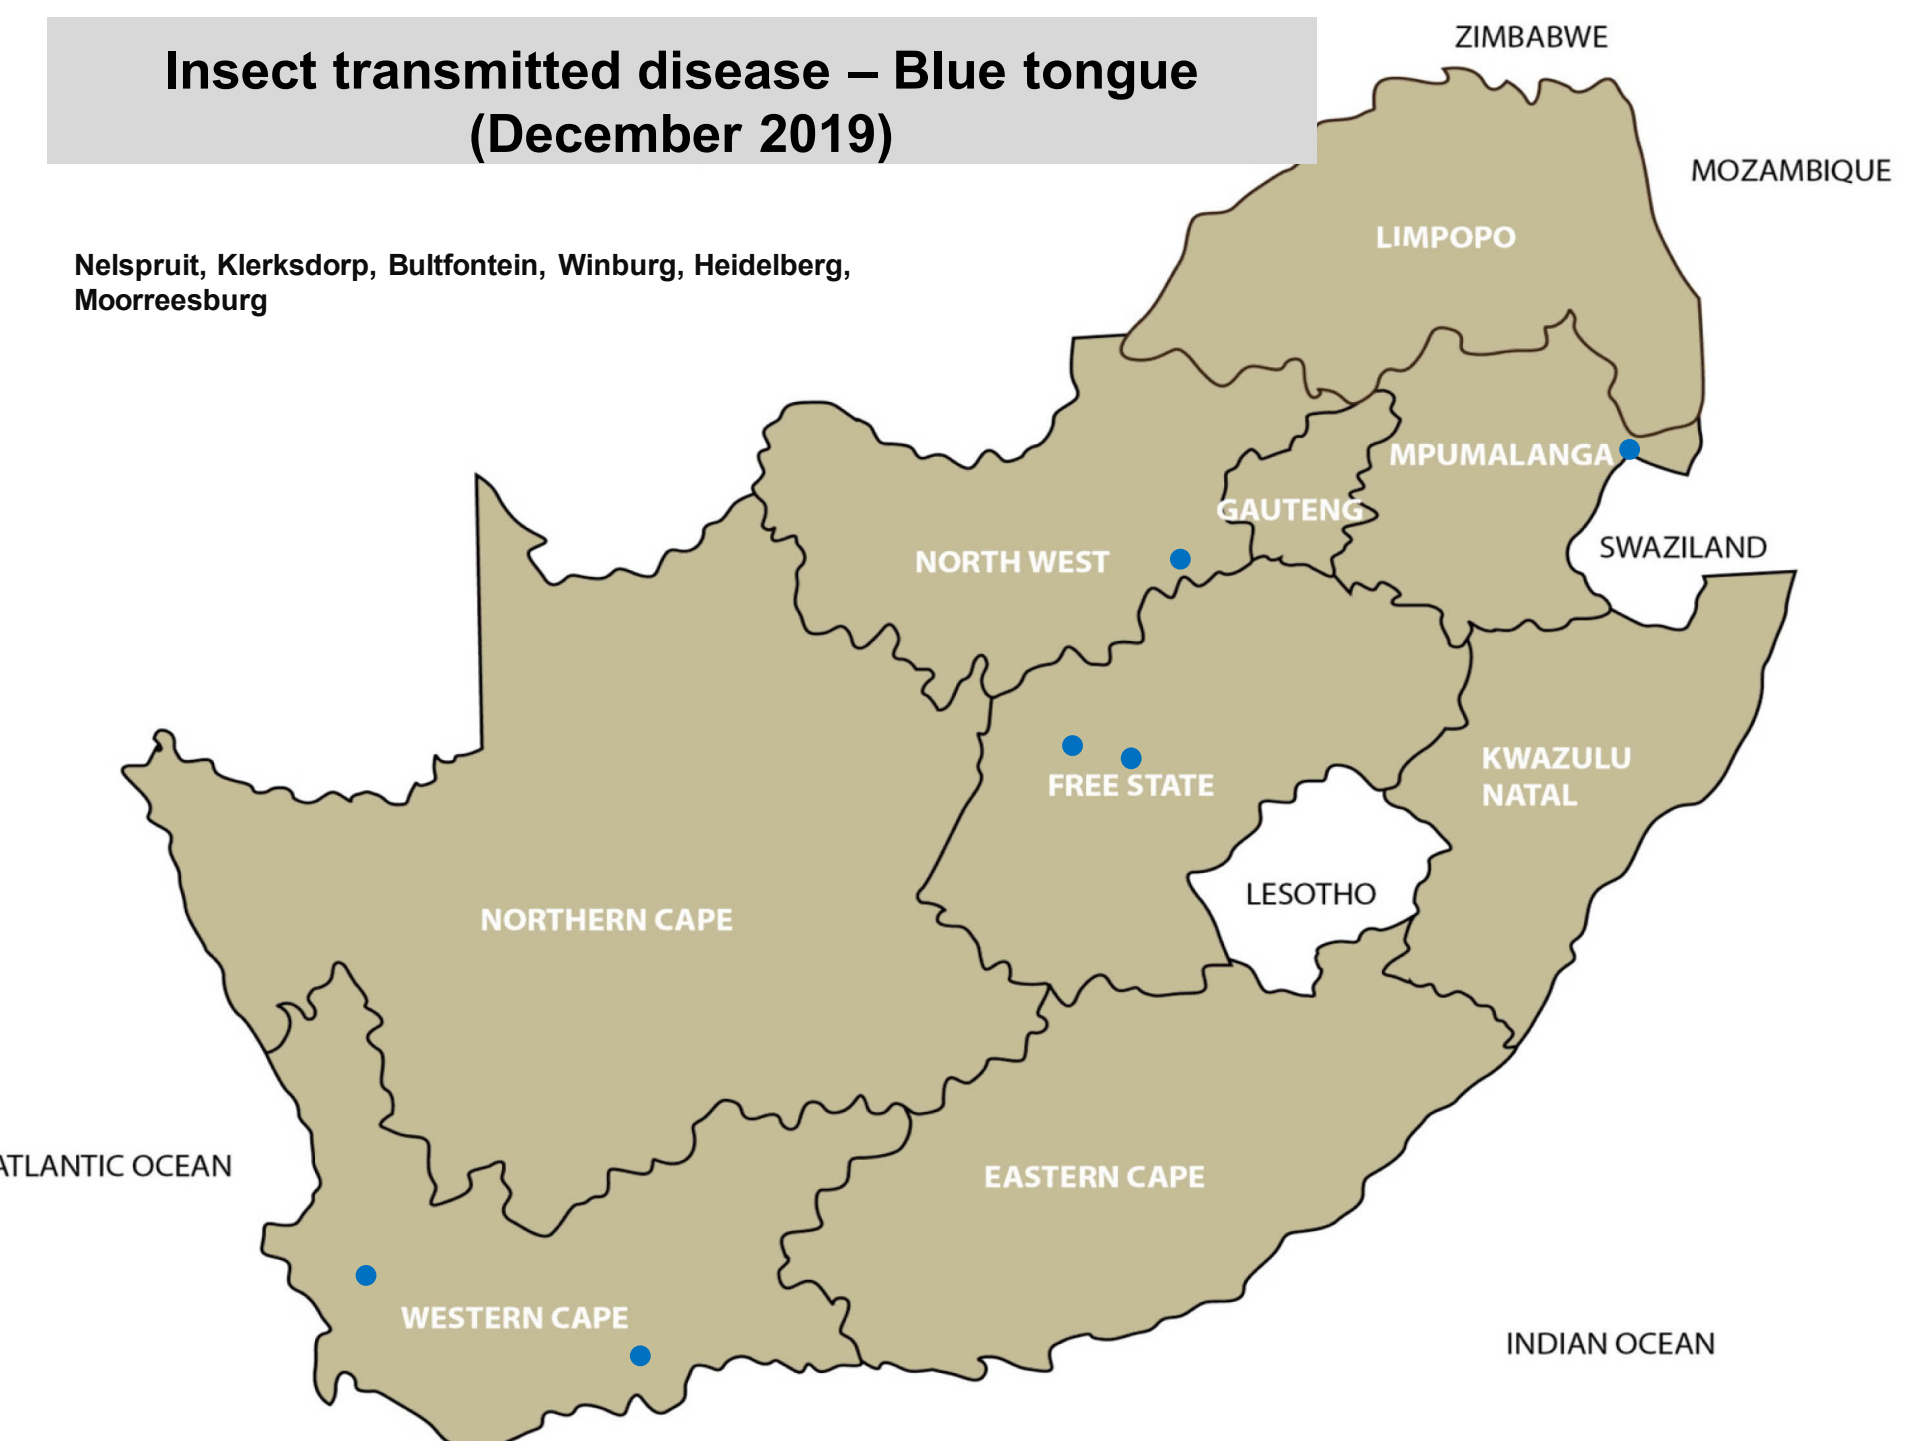 Insect transmitted disease – Blue tongue
(December 2019)
Nelspruit, Klerksdorp, Bultfontein, Winburg, Heidelberg,
Moorreesburg
ZIMBABWE
MOZAMBIQUE
LIMPOPO
MPUMALANGA
GAUTENG
NORTH WEST
SWAZILAND
FREE STATE
KWAZULU
NATAL
LESOTHO
NORTHERN CAPE
ATLANTIC OCEAN
EASTERN CAPE
WESTERN CAPE
INDIAN OCEAN